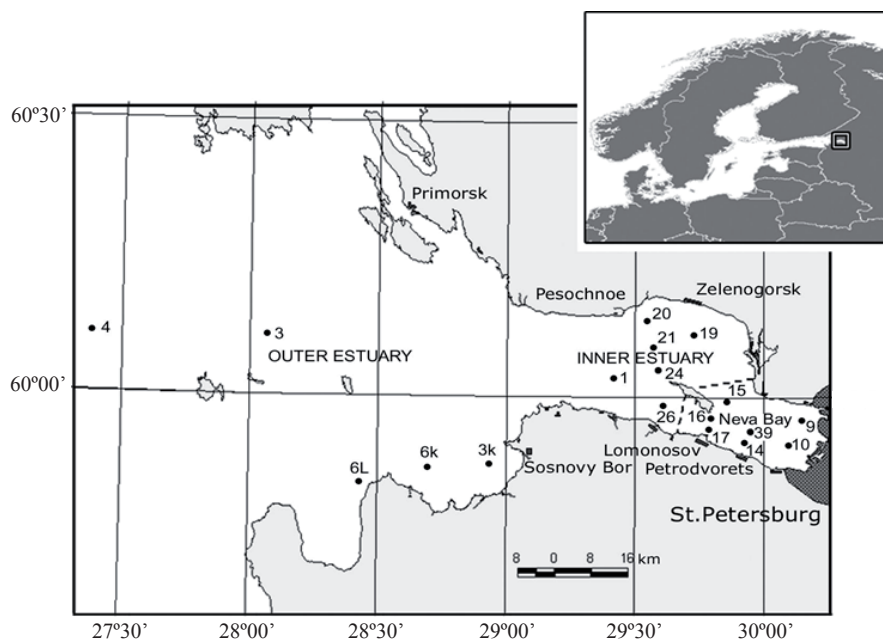 60º30’
Primorsk
Pesochnoe
Zelenogorsk
20
19
4
3
21
OUTER ESTUARY
INNER ESTUARY
24
1
60º00’
15
26
16
Neva Bay
9
17
39
14
10
3k
6k
6L
Lomonosov
Sosnovy Bor
Petrodvorets
St.Petersburg
8 0 8 16 km
27º30’ 28º00’ 28º30’ 29º00’ 29º30’ 30º00’